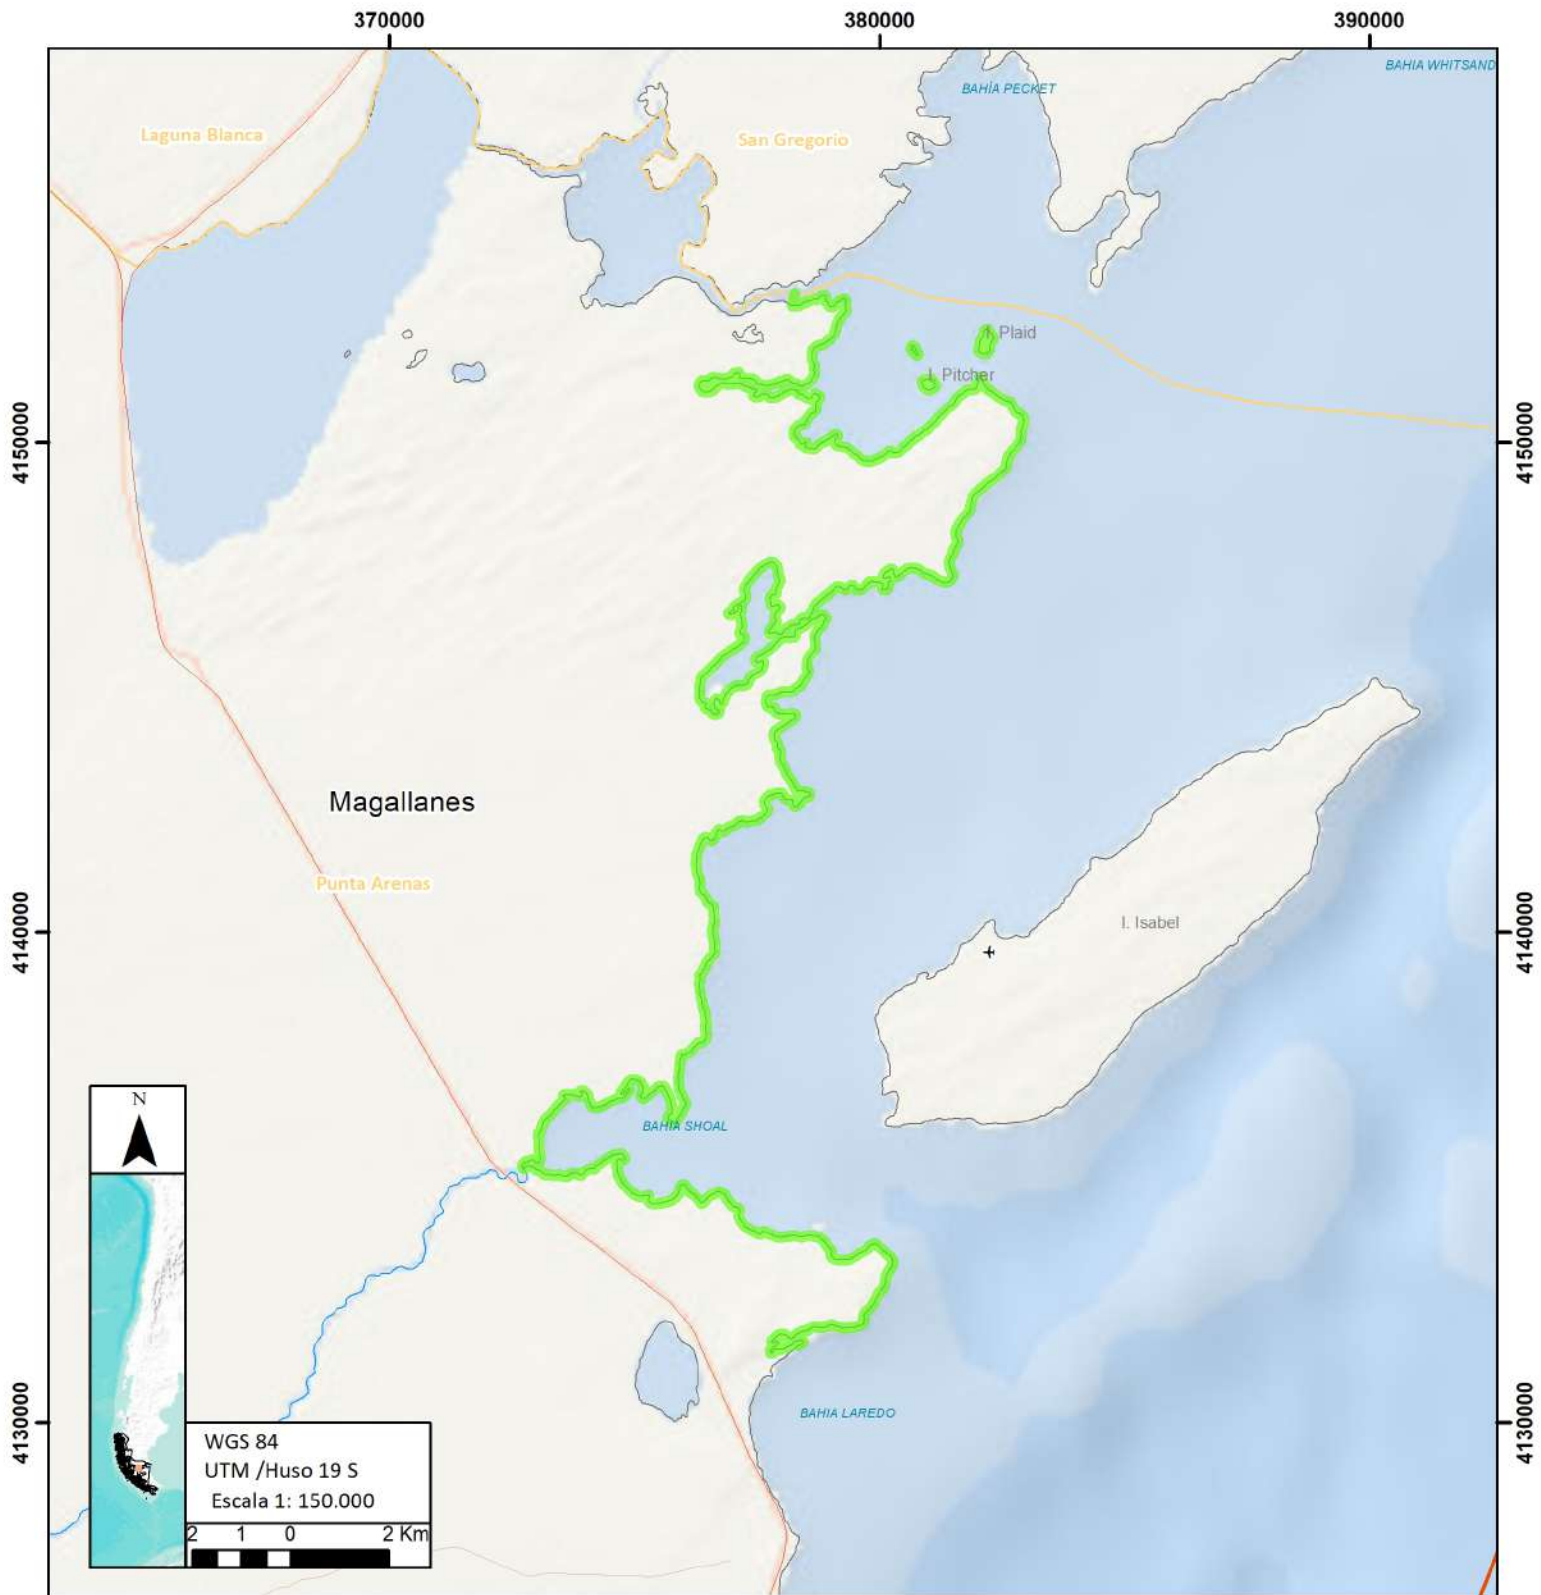 370000
380000
390000
BAHIA WHITSAND
BAHÍA PECKET
Laguna Blanca
San Gregorio
I. Plaid
I. Pitcher
4150000
4150000
Magallanes
Punta Arenas
I. Isabel
4140000
4140000
N
BAHIA SHOAL
BAHIA LAREDO
4130000
4130000
WGS 84
UTM /Huso 19 S
Escala 1: 150.000
2 1 0 2 Km